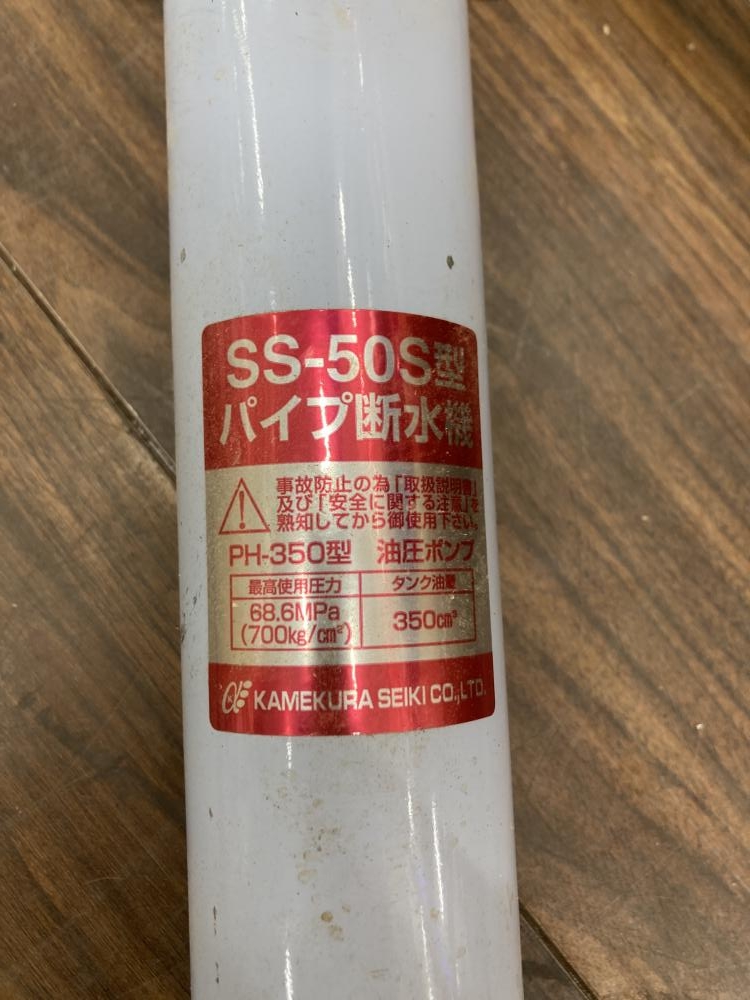 SS-50S型
パイプ断水機
事故防止の為「取扱説明書」
及び「安全に関する注意」を
熟知してから御使用下さい。
PH-350型 油圧ポンプ
最高使用圧力 タンク油量
68.6MPa
(700kg/cm²)
350cm³
KAMEKURA SEIKI CO.,LTD.